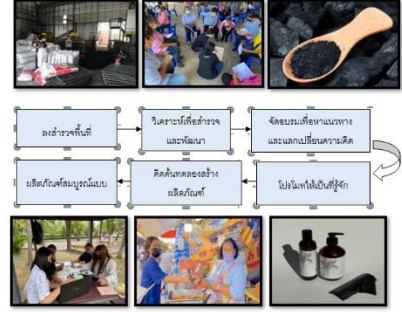 ลงสำรวจพื้นที่
วิเคราะห์เพื่อสำรวจ
และพัฒนา
จัดอบรมเพื่อหาแนวทาง
และแลกเปลี่ยนความคิด
โปรโมทให้เป็นที่รู้จัก
คิดค้นทดลองสร้าง
ผลิตภัณฑ์
ผลิตภัณฑ์สมบูรณ์แบบ